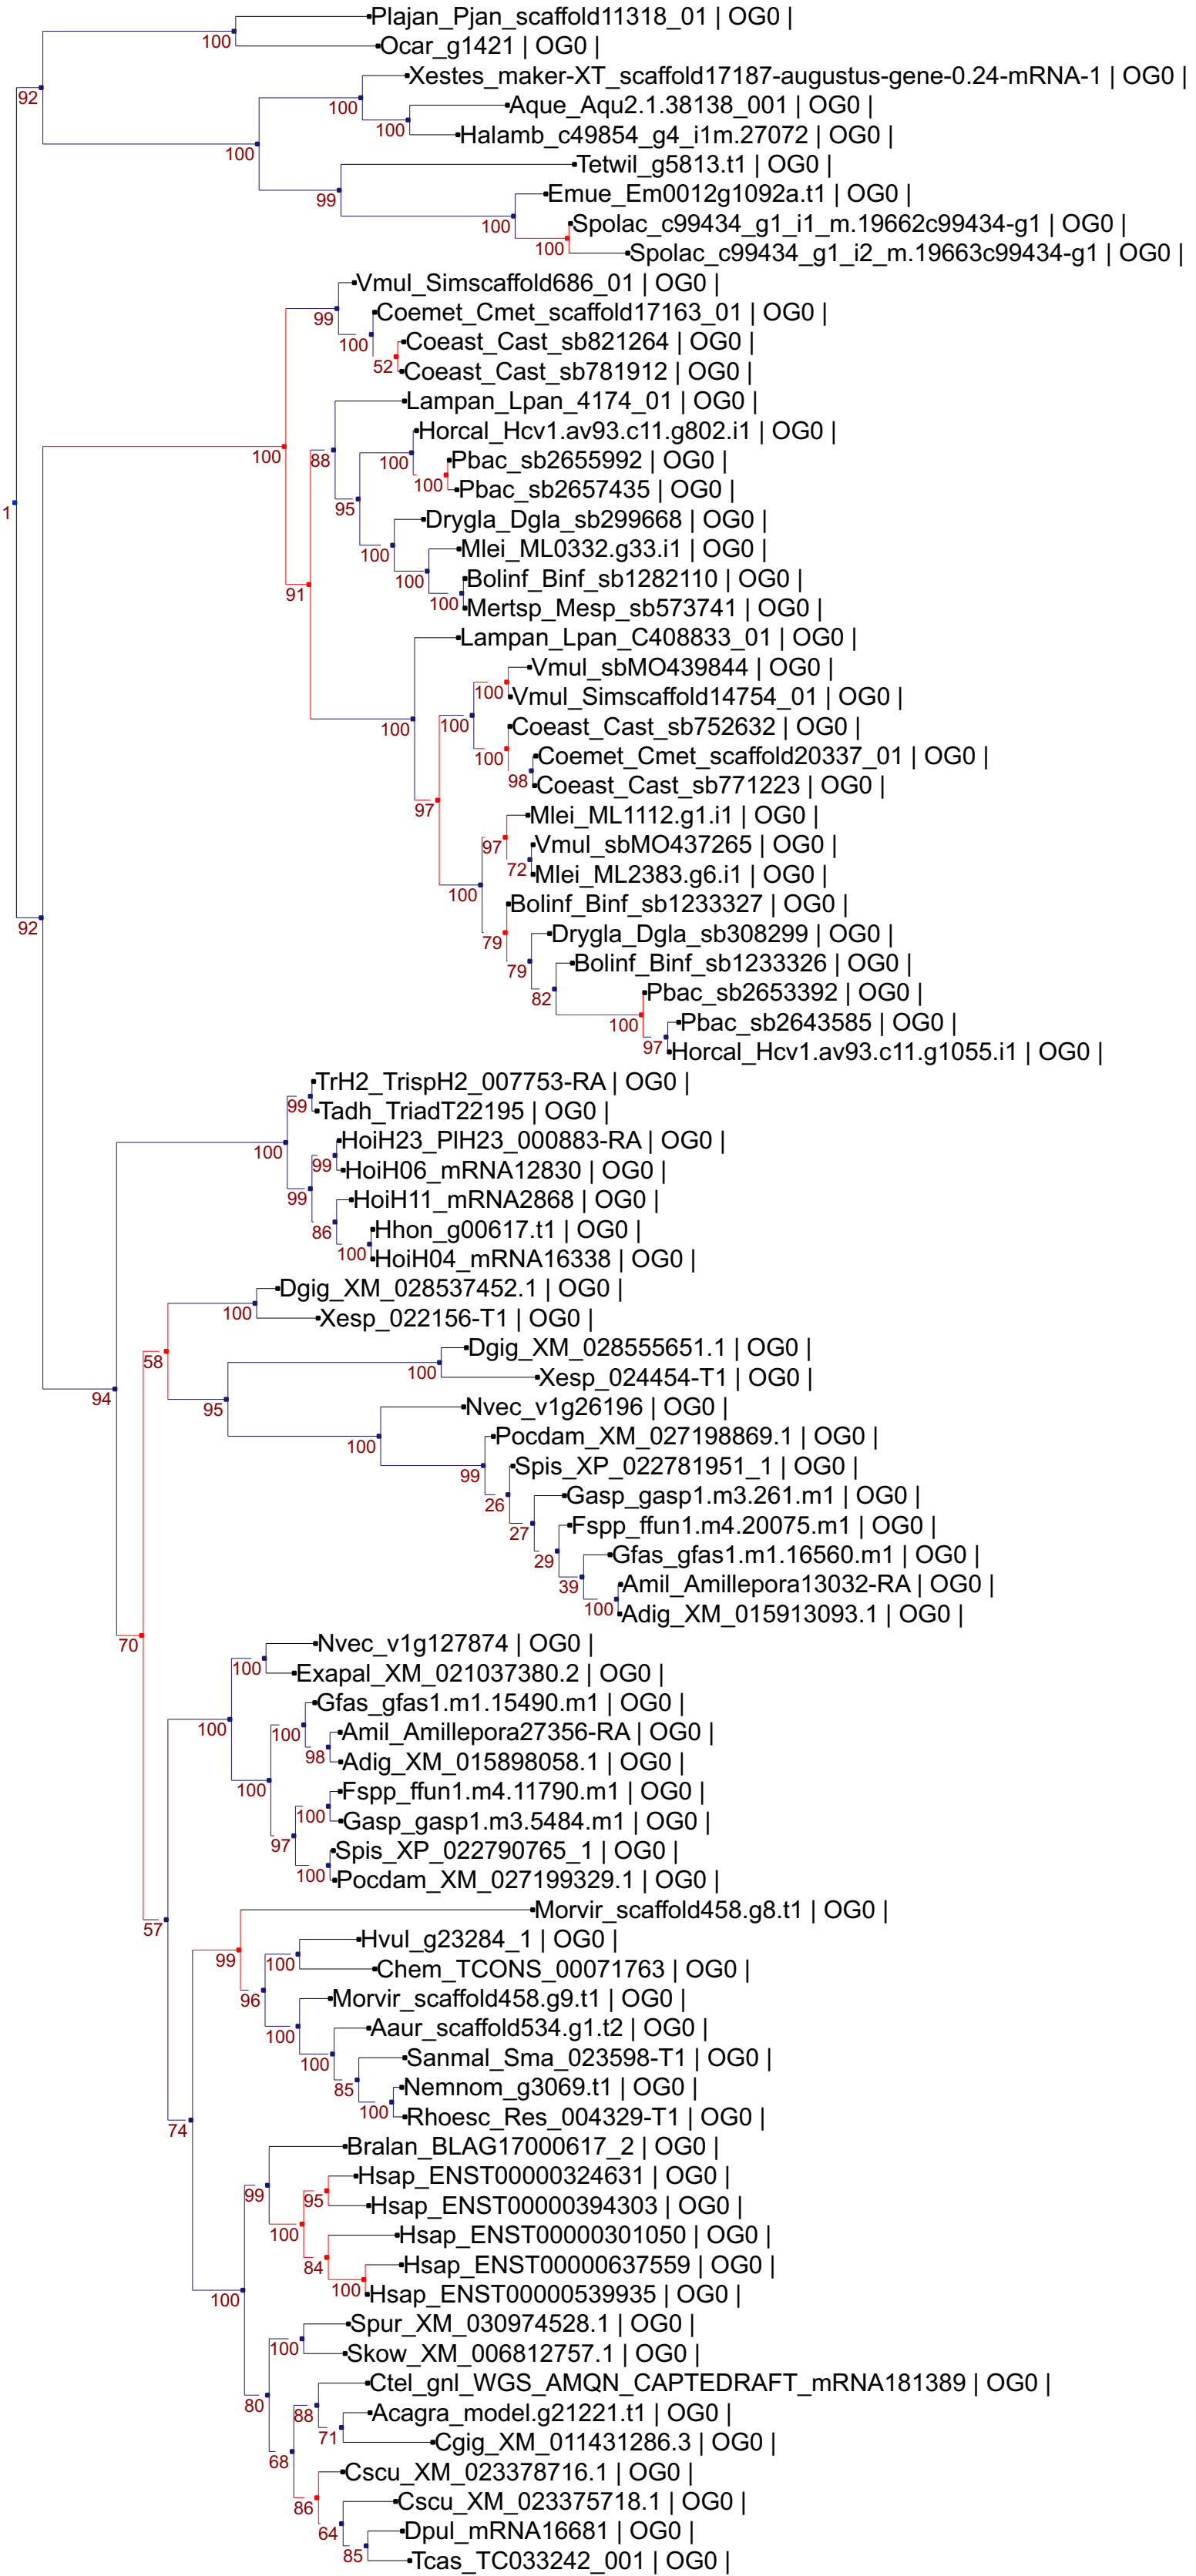 Plajan_Pjan_scaffold11318_01 | OG0 |
100
Ocar_g1421 | OG0 |
Xestes_maker-XT_scaffold17187-augustus-gene-0.24-mRNA-1 | OG0 |
92
100
Aque_Aqu2.1.38138_001 | OG0 |
100
Halamb_c49854_g4_i1m.27072 | OG0 |
100
Tetwil_g5813.t1 | OG0 |
99
Emue_Em0012g1092a.t1 | OG0 |
100
Spolac_c99434_g1_i1_m.19662c99434-g1 | OG0 |
100
Spolac_c99434_g1_i2_m.19663c99434-g1 | OG0 |
Vmul_Simscaffold686_01 | OG0 |
99
Coemet_Cmet_scaffold17163_01 | OG0 |
100
Coeast_Cast_sb821264 | OG0 |
52
Coeast_Cast_sb781912 | OG0 |
Lampan_Lpan_4174_01 | OG0 |
Horcal_Hcv1.av93.c11.g802.i1 | OG0 |
100
88
100
Pbac_sb2655992 | OG0 |
100
Pbac_sb2657435 | OG0 |
95
1
Drygla_Dgla_sb299668 | OG0 |
100
Mlei_ML0332.g33.i1 | OG0 |
100
Bolinf_Binf_sb1282110 | OG0 |
91
100
Mertsp_Mesp_sb573741 | OG0 |
Lampan_Lpan_C408833_01 | OG0 |
Vmul_sbMO439844 | OG0 |
100
Vmul_Simscaffold14754_01 | OG0 |
100
100
Coeast_Cast_sb752632 | OG0 |
100
Coemet_Cmet_scaffold20337_01 | OG0 |
98
Coeast_Cast_sb771223 | OG0 |
97
Mlei_ML1112.g1.i1 | OG0 |
97
Vmul_sbMO437265 | OG0 |
72
Mlei_ML2383.g6.i1 | OG0 |
100
Bolinf_Binf_sb1233327 | OG0 |
92
79
Drygla_Dgla_sb308299 | OG0 |
79
Bolinf_Binf_sb1233326 | OG0 |
82
Pbac_sb2653392 | OG0 |
100
Pbac_sb2643585 | OG0 |
97
Horcal_Hcv1.av93.c11.g1055.i1 | OG0 |
TrH2_TrispH2_007753-RA | OG0 |
99
Tadh_TriadT22195 | OG0 |
100
HoiH23_PlH23_000883-RA | OG0 |
99
HoiH06_mRNA12830 | OG0 |
99
HoiH11_mRNA2868 | OG0 |
86
Hhon_g00617.t1 | OG0 |
100
HoiH04_mRNA16338 | OG0 |
Dgig_XM_028537452.1 | OG0 |
100
Xesp_022156-T1 | OG0 |
58
Dgig_XM_028555651.1 | OG0 |
100
Xesp_024454-T1 | OG0 |
94
95
Nvec_v1g26196 | OG0 |
100
Pocdam_XM_027198869.1 | OG0 |
99
Spis_XP_022781951_1 | OG0 |
26
Gasp_gasp1.m3.261.m1 | OG0 |
27
Fspp_ffun1.m4.20075.m1 | OG0 |
29
Gfas_gfas1.m1.16560.m1 | OG0 |
39
Amil_Amillepora13032-RA | OG0 |
100
Adig_XM_015913093.1 | OG0 |
70
Nvec_v1g127874 | OG0 |
100
Exapal_XM_021037380.2 | OG0 |
Gfas_gfas1.m1.15490.m1 | OG0 |
100
100
Amil_Amillepora27356-RA | OG0 |
98
Adig_XM_015898058.1 | OG0 |
100
Fspp_ffun1.m4.11790.m1 | OG0 |
100
Gasp_gasp1.m3.5484.m1 | OG0 |
97
Spis_XP_022790765_1 | OG0 |
100
Pocdam_XM_027199329.1 | OG0 |
Morvir_scaffold458.g8.t1 | OG0 |
57
Hvul_g23284_1 | OG0 |
99
100
Chem_TCONS_00071763 | OG0 |
96
Morvir_scaffold458.g9.t1 | OG0 |
100
Aaur_scaffold534.g1.t2 | OG0 |
100
Sanmal_Sma_023598-T1 | OG0 |
85
Nemnom_g3069.t1 | OG0 |
100
Rhoesc_Res_004329-T1 | OG0 |
74
Bralan_BLAG17000617_2 | OG0 |
Hsap_ENST00000324631 | OG0 |
99
95
Hsap_ENST00000394303 | OG0 |
100
Hsap_ENST00000301050 | OG0 |
84
Hsap_ENST00000637559 | OG0 |
100
100
Hsap_ENST00000539935 | OG0 |
Spur_XM_030974528.1 | OG0 |
100
Skow_XM_006812757.1 | OG0 |
Ctel_gnl_WGS_AMQN_CAPTEDRAFT_mRNA181389 | OG0 |
80
88
Acagra_model.g21221.t1 | OG0 |
71
Cgig_XM_011431286.3 | OG0 |
68
Cscu_XM_023378716.1 | OG0 |
86
Cscu_XM_023375718.1 | OG0 |
64
Dpul_mRNA16681 | OG0 |
85
Tcas_TC033242_001 | OG0 |